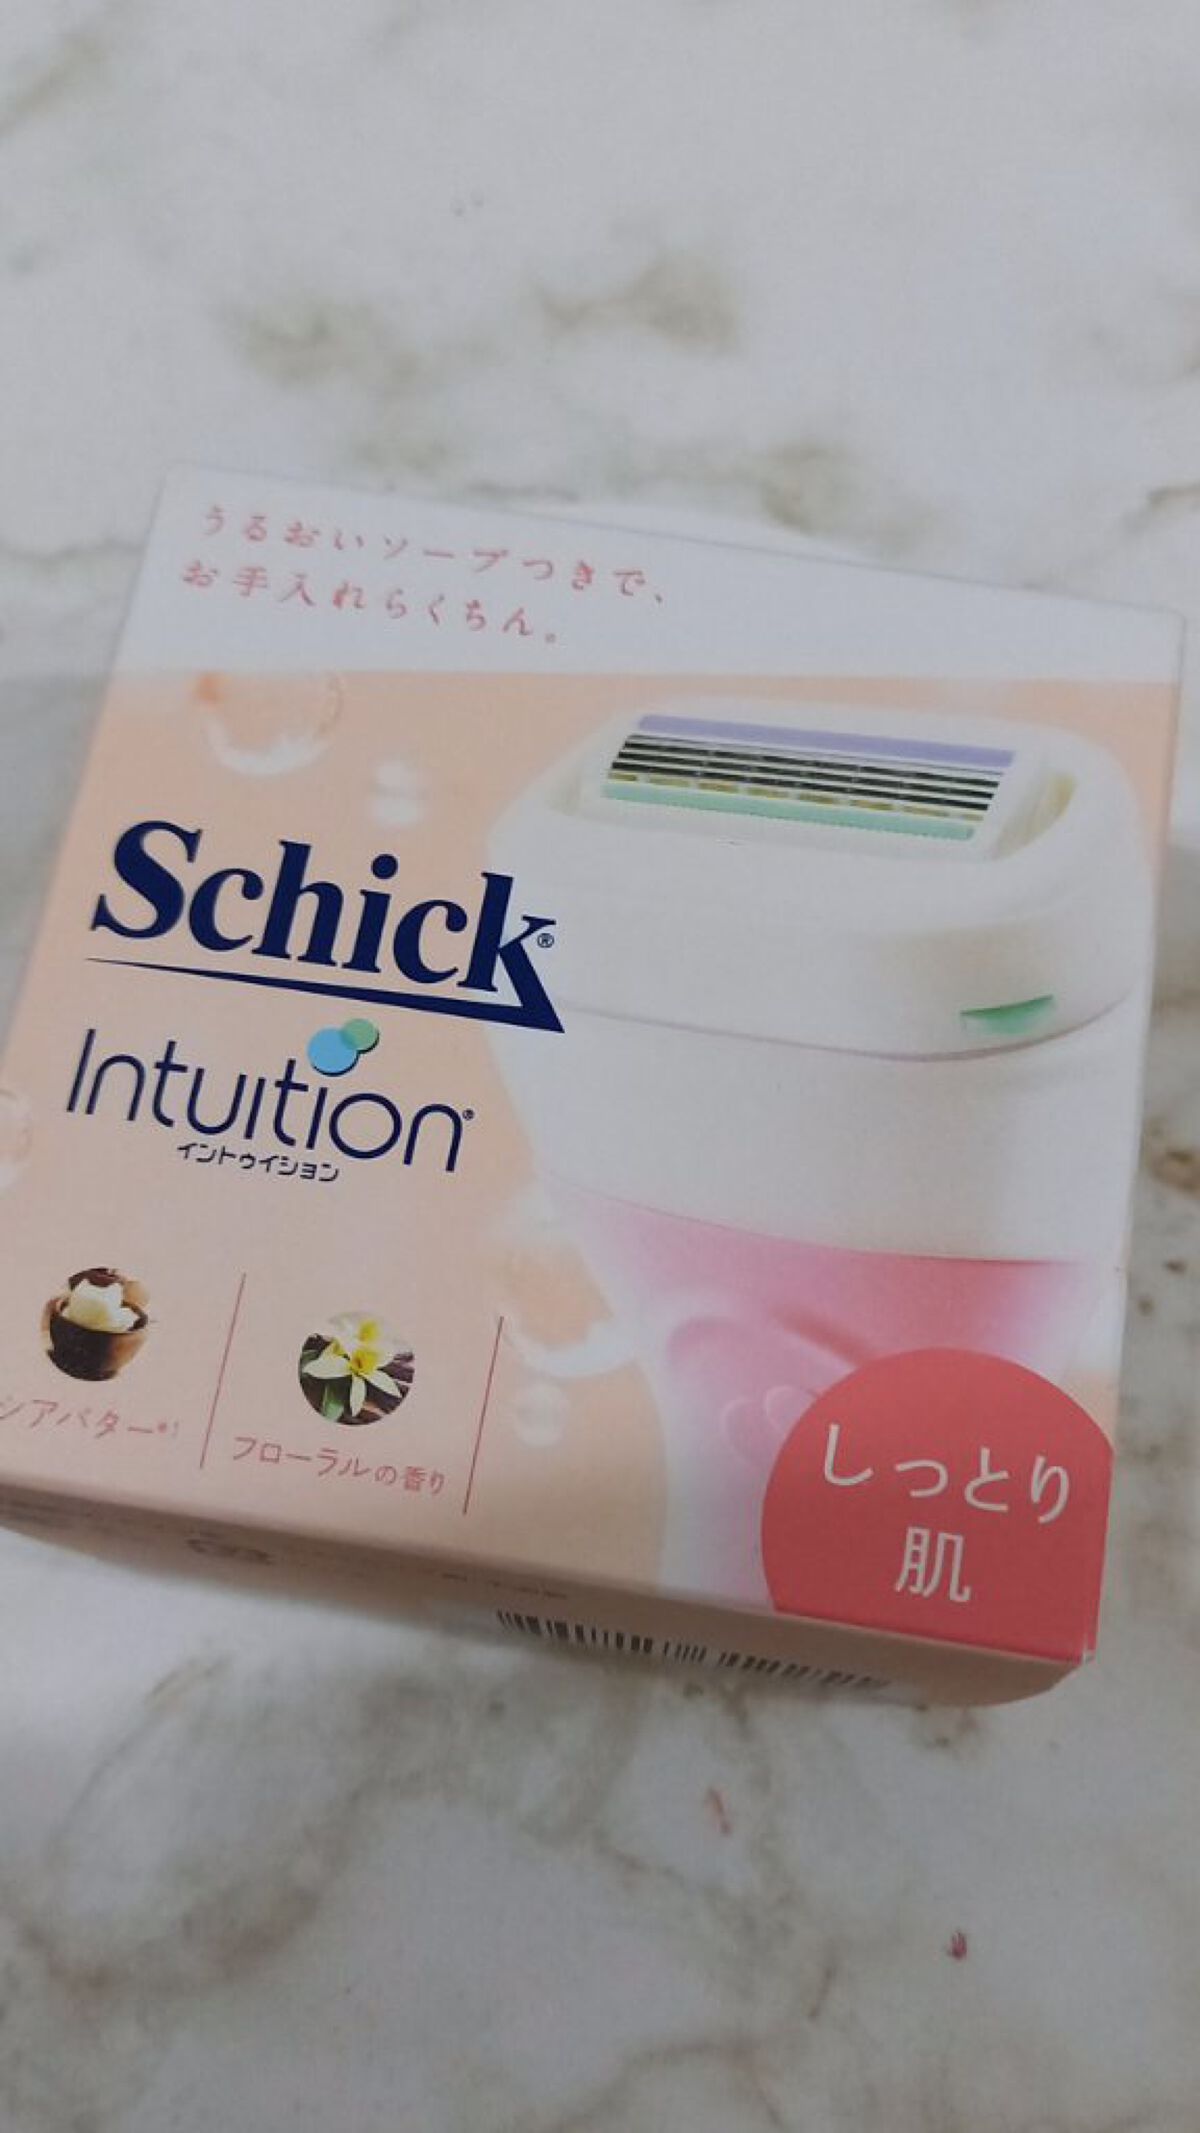 うるおいソープつきで、
お手入れらくちん。
Schick®
Intuition®
イントゥイション
シアバター*1
フローラルの香り
しっとり
肌